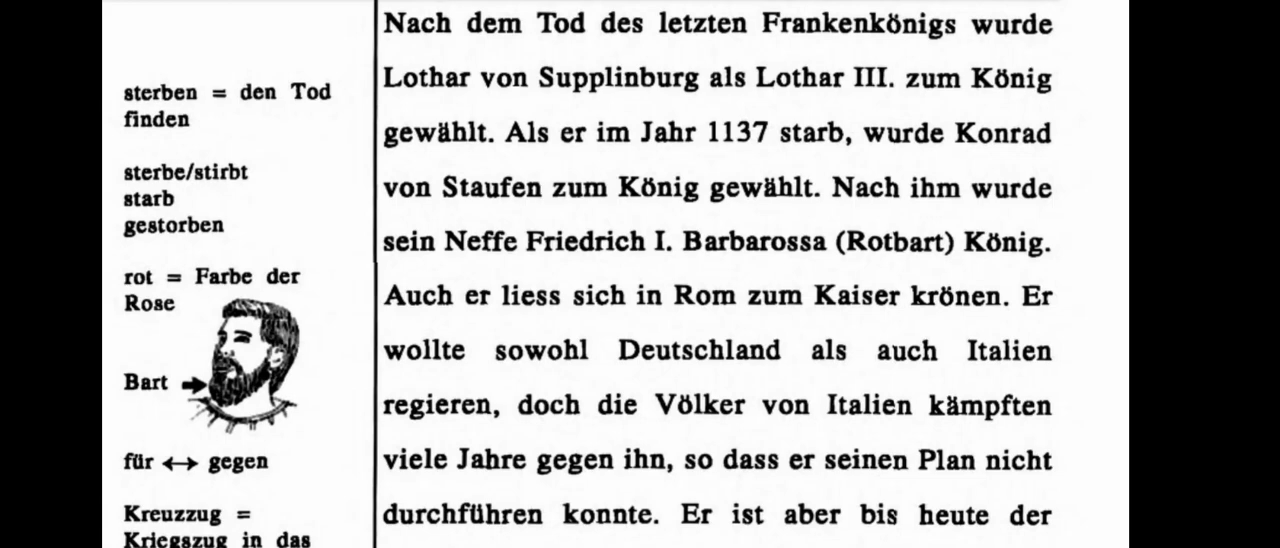 sterben = den Tod
finden
sterbe/stirbt
starb
gestorben
rot = Farbe der
Rose
Bart
für ↔ gegen
Kreuzzug =
Kriegszug in das
Nach dem Tod des letzten Frankenkönigs wurde
Lothar von Supplinburg als Lothar III. zum König
gewählt. Als er im Jahr 1137 starb, wurde Konrad
von Staufen zum König gewählt. Nach ihm wurde
sein Neffe Friedrich I. Barbarossa (Rotbart) König.
Auch er liess sich in Rom zum Kaiser krönen. Er
wollte sowohl Deutschland als auch Italien
regieren, doch die Völker von Italien kämpften
viele Jahre gegen ihn, so dass er seinen Plan nicht
durchführen konnte. Er ist aber bis heute der